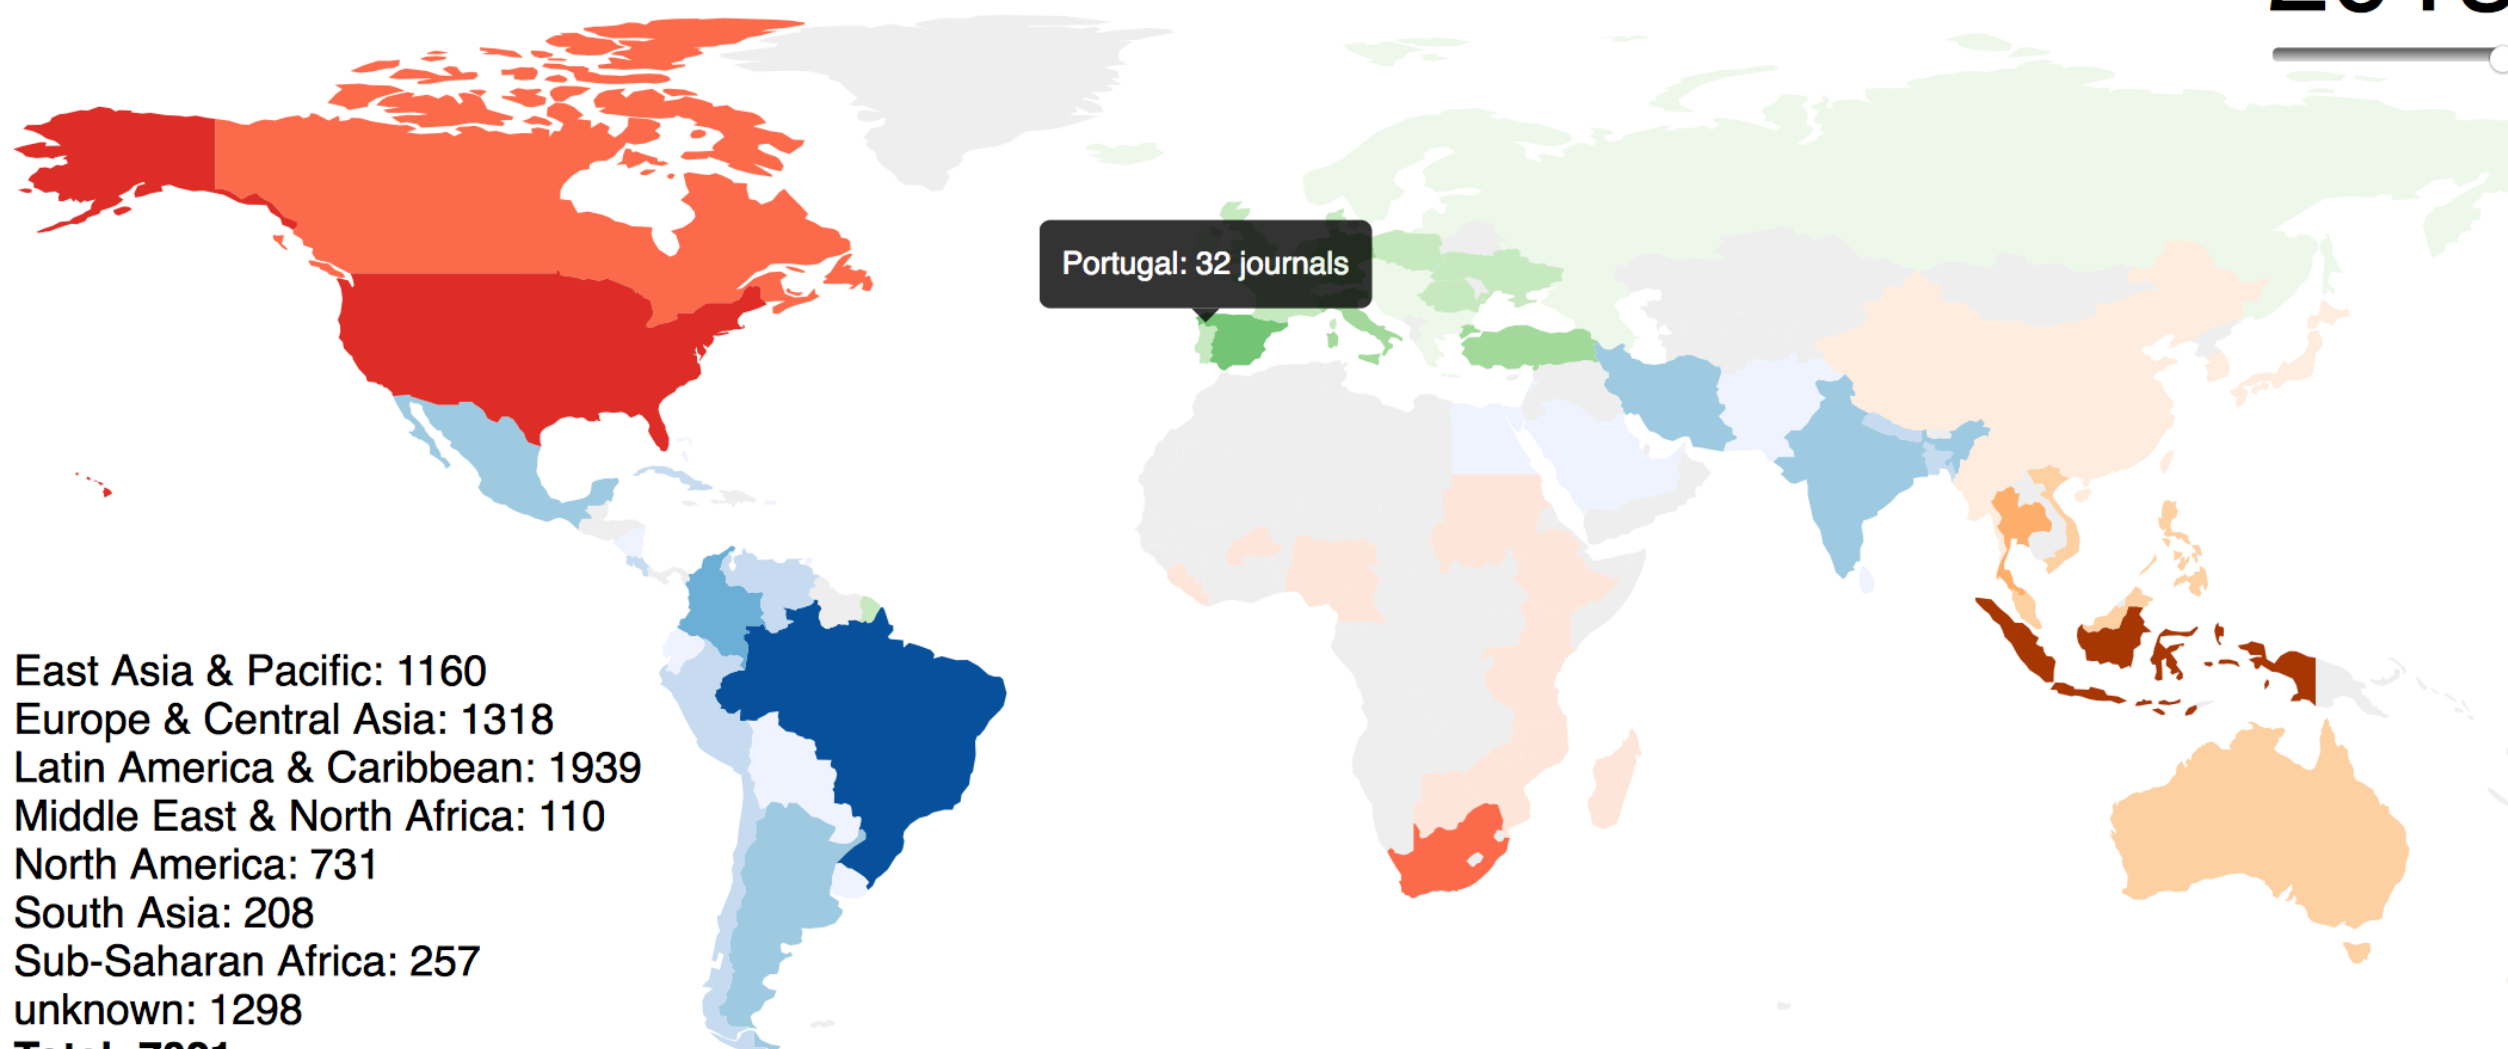 Portugal: 32 journals
East Asia & Pacific: 1160
Europe & Central Asia: 1318
Latin America & Caribbean: 1939
Middle East & North Africa: 110
North America: 731
South Asia: 208
Sub-Saharan Africa: 257
unknown: 1298